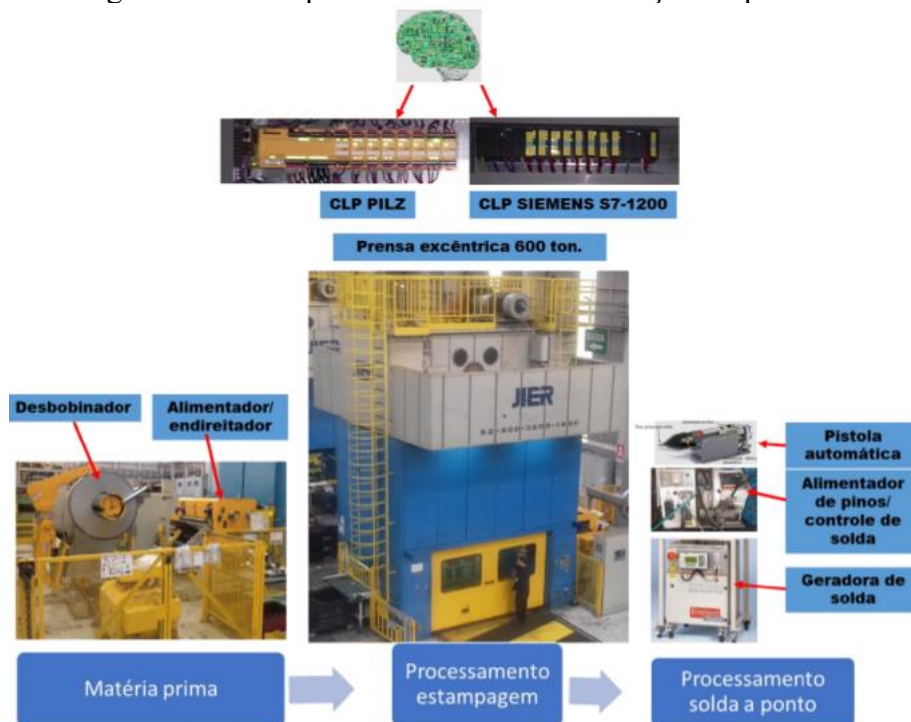 CLP PILZ
CLP SIEMENS S7-1200
Prensa excêntrica 600 ton.
JIER
Desbobinador
Alimentador/
endireitador
Pistola
automática
Alimentador
de pinos/
controle de
solda
Geradora de
solda
Matéria prima
Processamento
estampagem
Processamento
solda a ponto